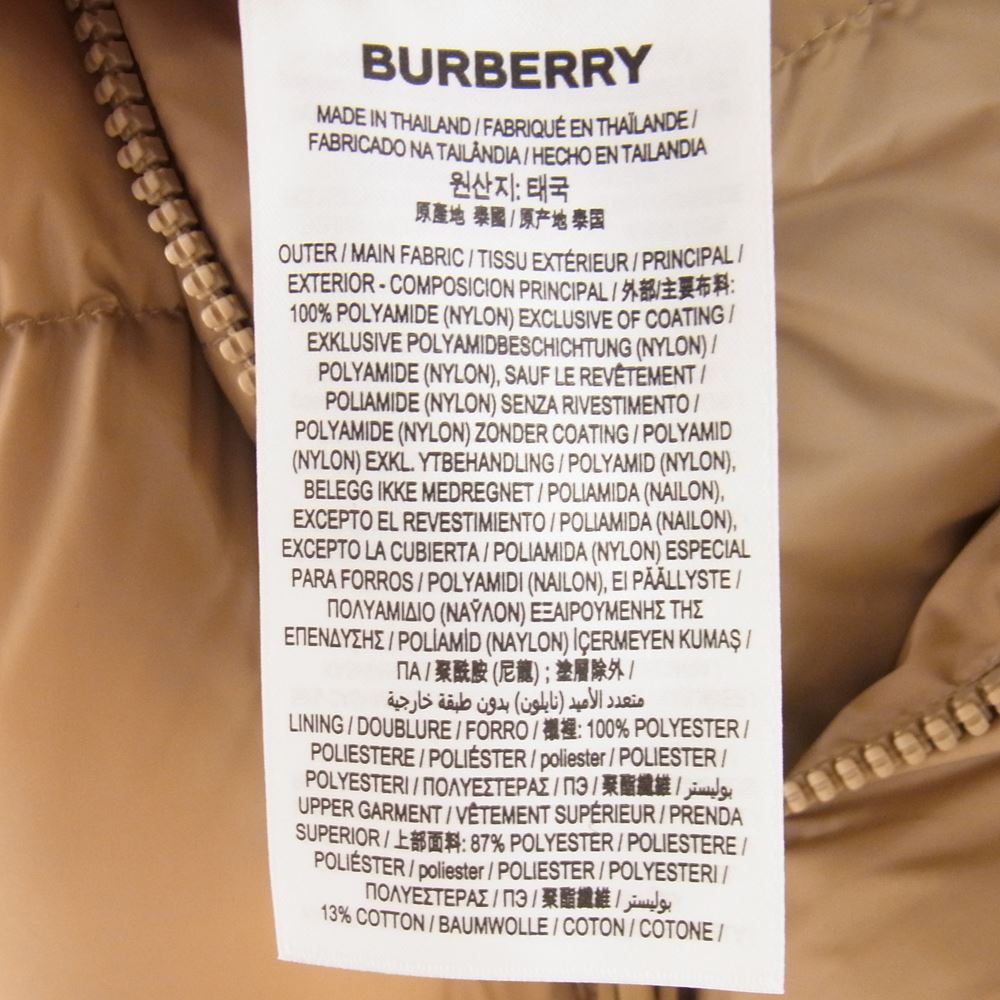 BURBERRY
MADE IN THAILAND / FABRIQUÉ EN THAÏLANDE /
FABRICADO NA TAILÂNDIA / HECHO EN TAILANDIA
원산지: 태국
原產地 泰國 / 原产地 泰国
OUTER / MAIN FABRIC / TISSU EXTÉRIEUR / PRINCIPAL /
EXTERIOR - COMPOSICION PRINCIPAL / 外部/主要布料:
100% POLYAMIDE (NYLON) EXCLUSIVE OF COATING /
EXKLUSIVE POLYAMIDBESCHICHTUNG (NYLON) /
POLYAMIDE (NYLON), SAUF LE REVÊTEMENT /
POLIAMIDE (NYLON) SENZA RIVESTIMENTO /
POLYAMIDE (NYLON) ZONDER COATING / POLYAMID
(NYLON) EXKL. YTBEHANDLING / POLYAMID (NYLON),
BELEGG IKKE MEDREGNET / POLIAMIDA (NAILON),
EXCEPTO EL REVESTIMIENTO / POLIAMIDA (NAILON),
EXCEPTO LA CUBIERTA / POLIAMIDA (NYLON) ESPECIAL
PARA FORROS / POLYAMIDI (NAILON), EI PÄÄLLYSTE /
ΠΟΛΥΑΜΙΔΙΟ (ΝΑΫΛΟΝ) ΕΞΑΙΡΟΥΜΕΝΗΣ ΤΗΣ
ΕΠΕΝΔΥΣΗΣ / POLİAMİD (NAYLON) İÇERMEYEN KUMAŞ /
ПА / 聚酰胺 (尼龍) ; 塗層除外 /
متعدد الأميد (نايلون) بدون طبقة خارجية
LINING / DOUBLURE / FORRO / 襯裡: 100% POLYESTER /
POLIESTERE / POLIÉSTER / poliester / POLIESTER /
POLYESTERI / ΠΟΛΥΕΣΤΕΡΑΣ / ПЭ / 聚酯纖維 / بوليستر
UPPER GARMENT / VÊTEMENT SUPÉRIEUR / PRENDA
SUPERIOR / 上部面料: 87% POLYESTER / POLIESTERE /
POLIÉSTER / poliester / POLIESTER / POLYESTERI /
ΠΟΛΥΕΣΤΕΡΑΣ / ПЭ / 聚酯纖維 / بوليستر
13% COTTON / BAUMWOLLE / COTON / COTONE /